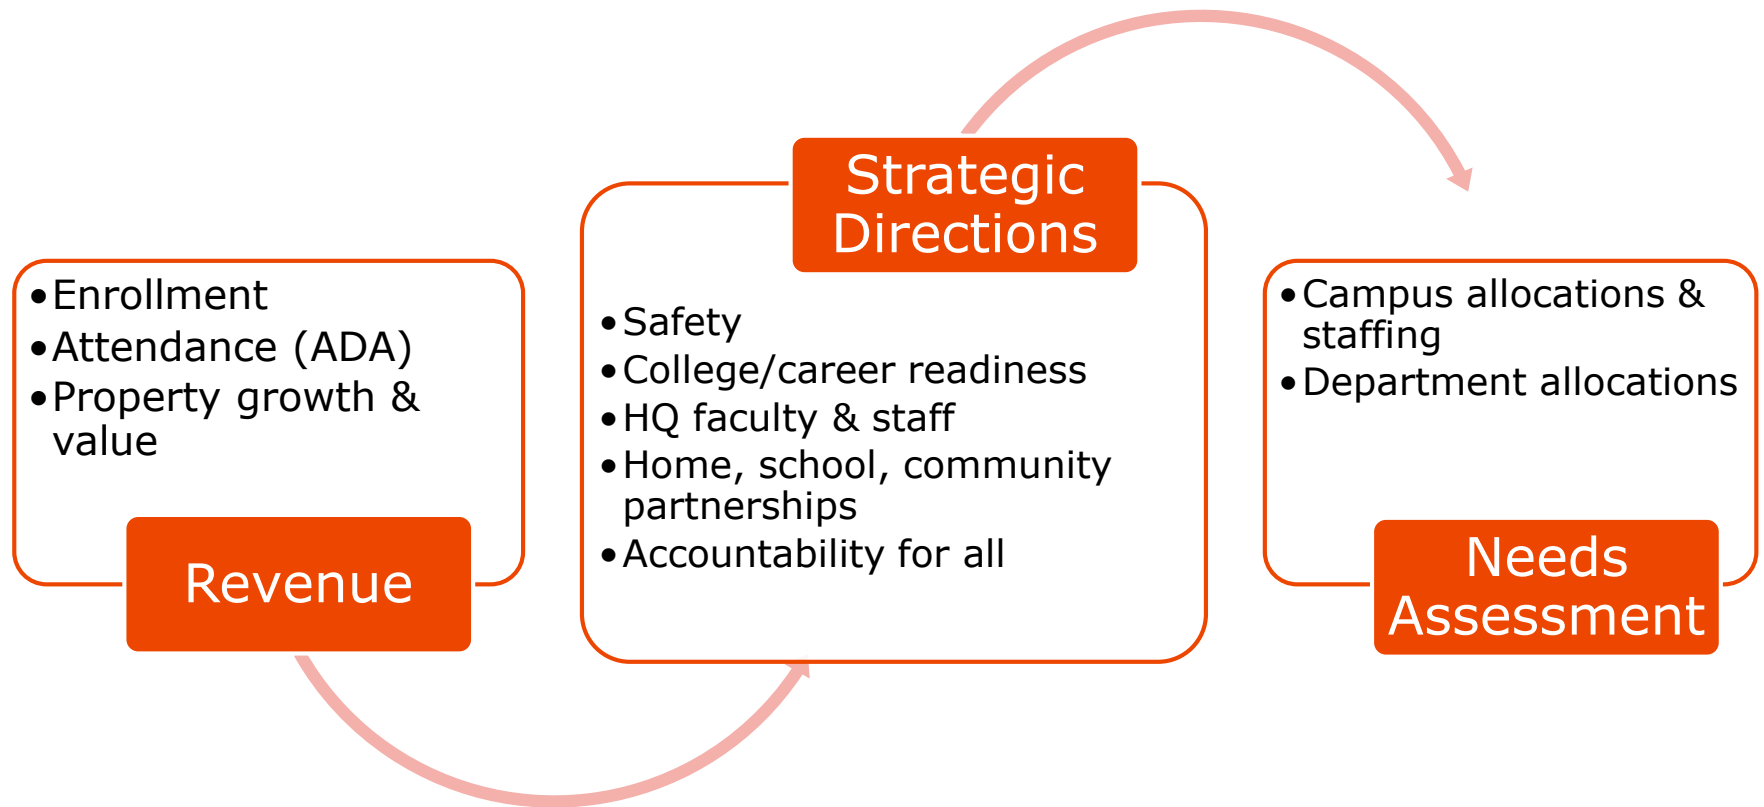 •Enrollment
•Attendance (ADA)
•Property growth &
value
Revenue
Strategic
Directions
•Safety
•College/career readiness
•HQ faculty & staff
•Home, school, community
partnerships
•Accountability for all
•Campus allocations &
staffing
•Department allocations
Needs
Assessment